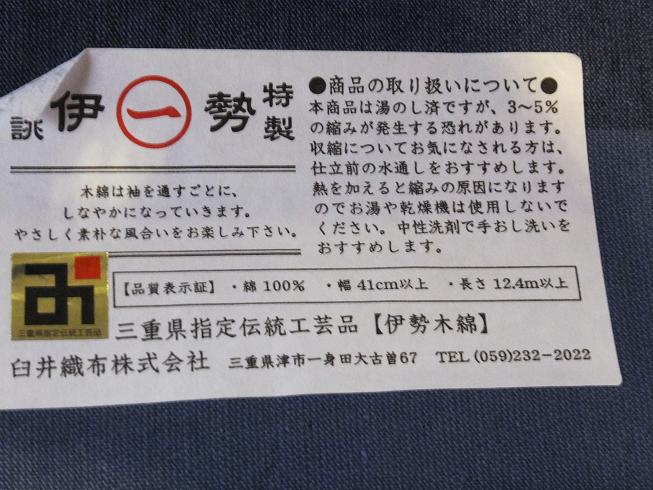 誂 伊 一 勢 特製
木綿は袖を通すごとに、
しなやかになっていきます。
やさしく素朴な風合いをお楽しみ下さい。
●商品の取り扱いについて●
本商品は湯のし済ですが、3〜5%
の縮みが発生する恐れがあります。
収縮についてお気になされる方は、
仕立前の水通しをおすすめします。
熱を加えると縮みの原因になります
のでお湯や乾燥機は使用しないで
ください。中性洗剤で手おし洗いを
おすすめします。
【品質表示証】 ・綿 100% ・幅 41cm以上 ・長さ 12.4m以上
三重県指定伝統工芸品
三重県指定伝統工芸品【伊勢木綿】
臼井織布株式会社 三重県津市一身田大古曽67 TEL (059)232-2022